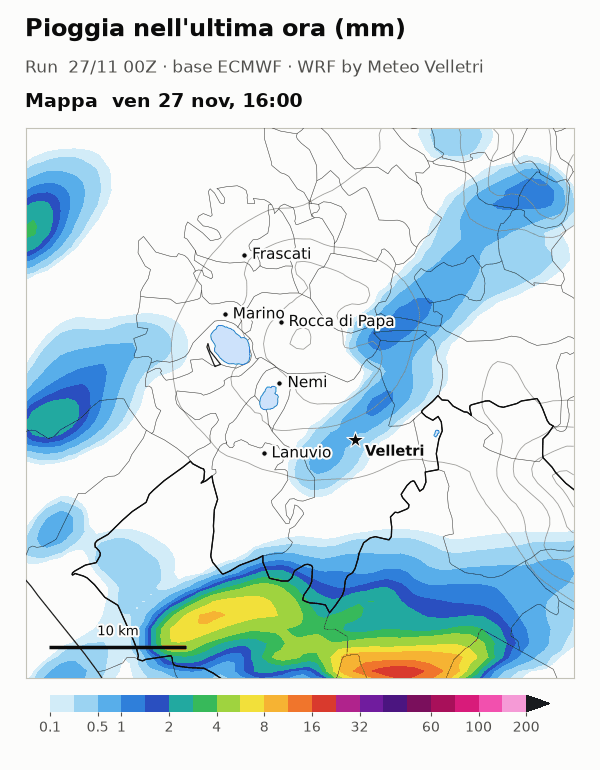 Pioggia nell'ultima ora (mm)
Run 27/11 00Z · base ECMWF · WRF by Meteo Velletri
Mappa ven 27 nov, 16:00
Frascati
Marino
Rocca di Papa
Nemi
Velletri
Lanuvio
10 km
0.1 0.5 1 2 4 8 16 32 60 100 200